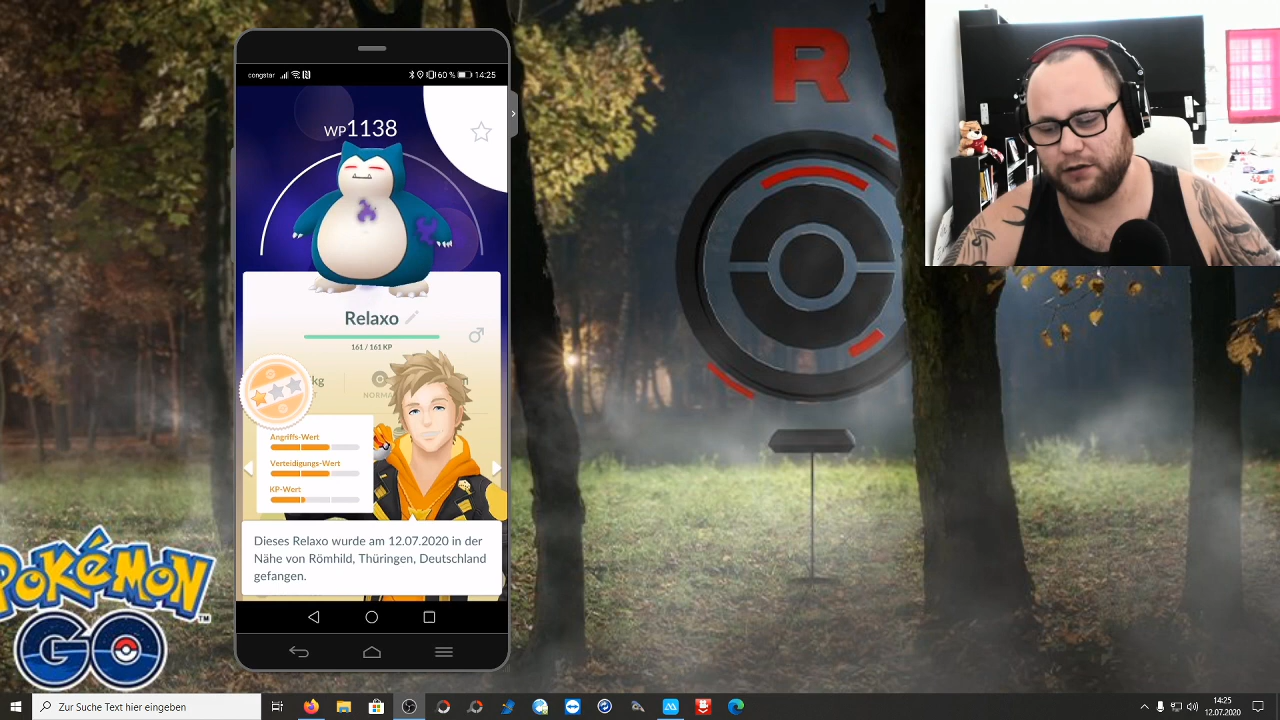 congstar
60 % 14:25
WP1138
R
Relaxo
161 / 161 KP
kg
NORMA
Angriffs-Wert
Verteidigungs-Wert
KP-Wert
Dieses Relaxo wurde am 12.07.2020 in der
Nähe von Römhild, Thüringen, Deutschland
gefangen.
POKéMON
GO
TM
Zur Suche Text hier eingeben
14:25
12.07.2020